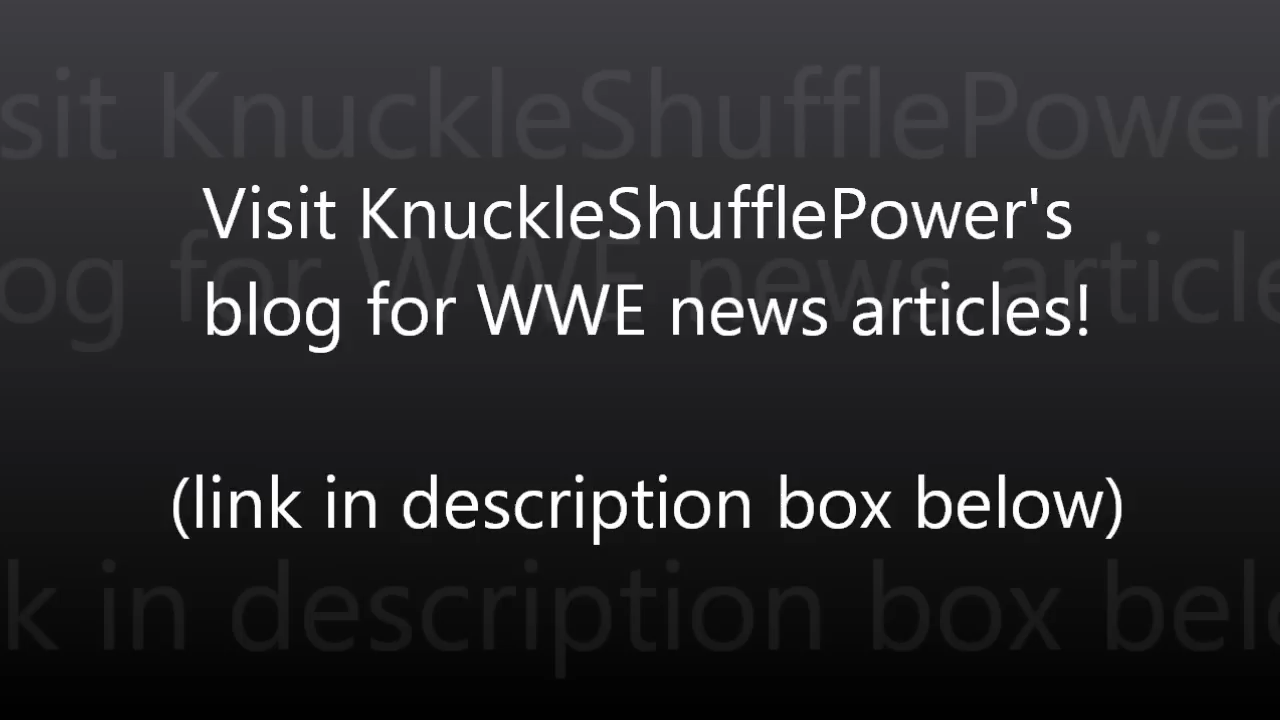 Visit KnuckleShufflePower's
blog for WWE news articles!
(link in description box below)